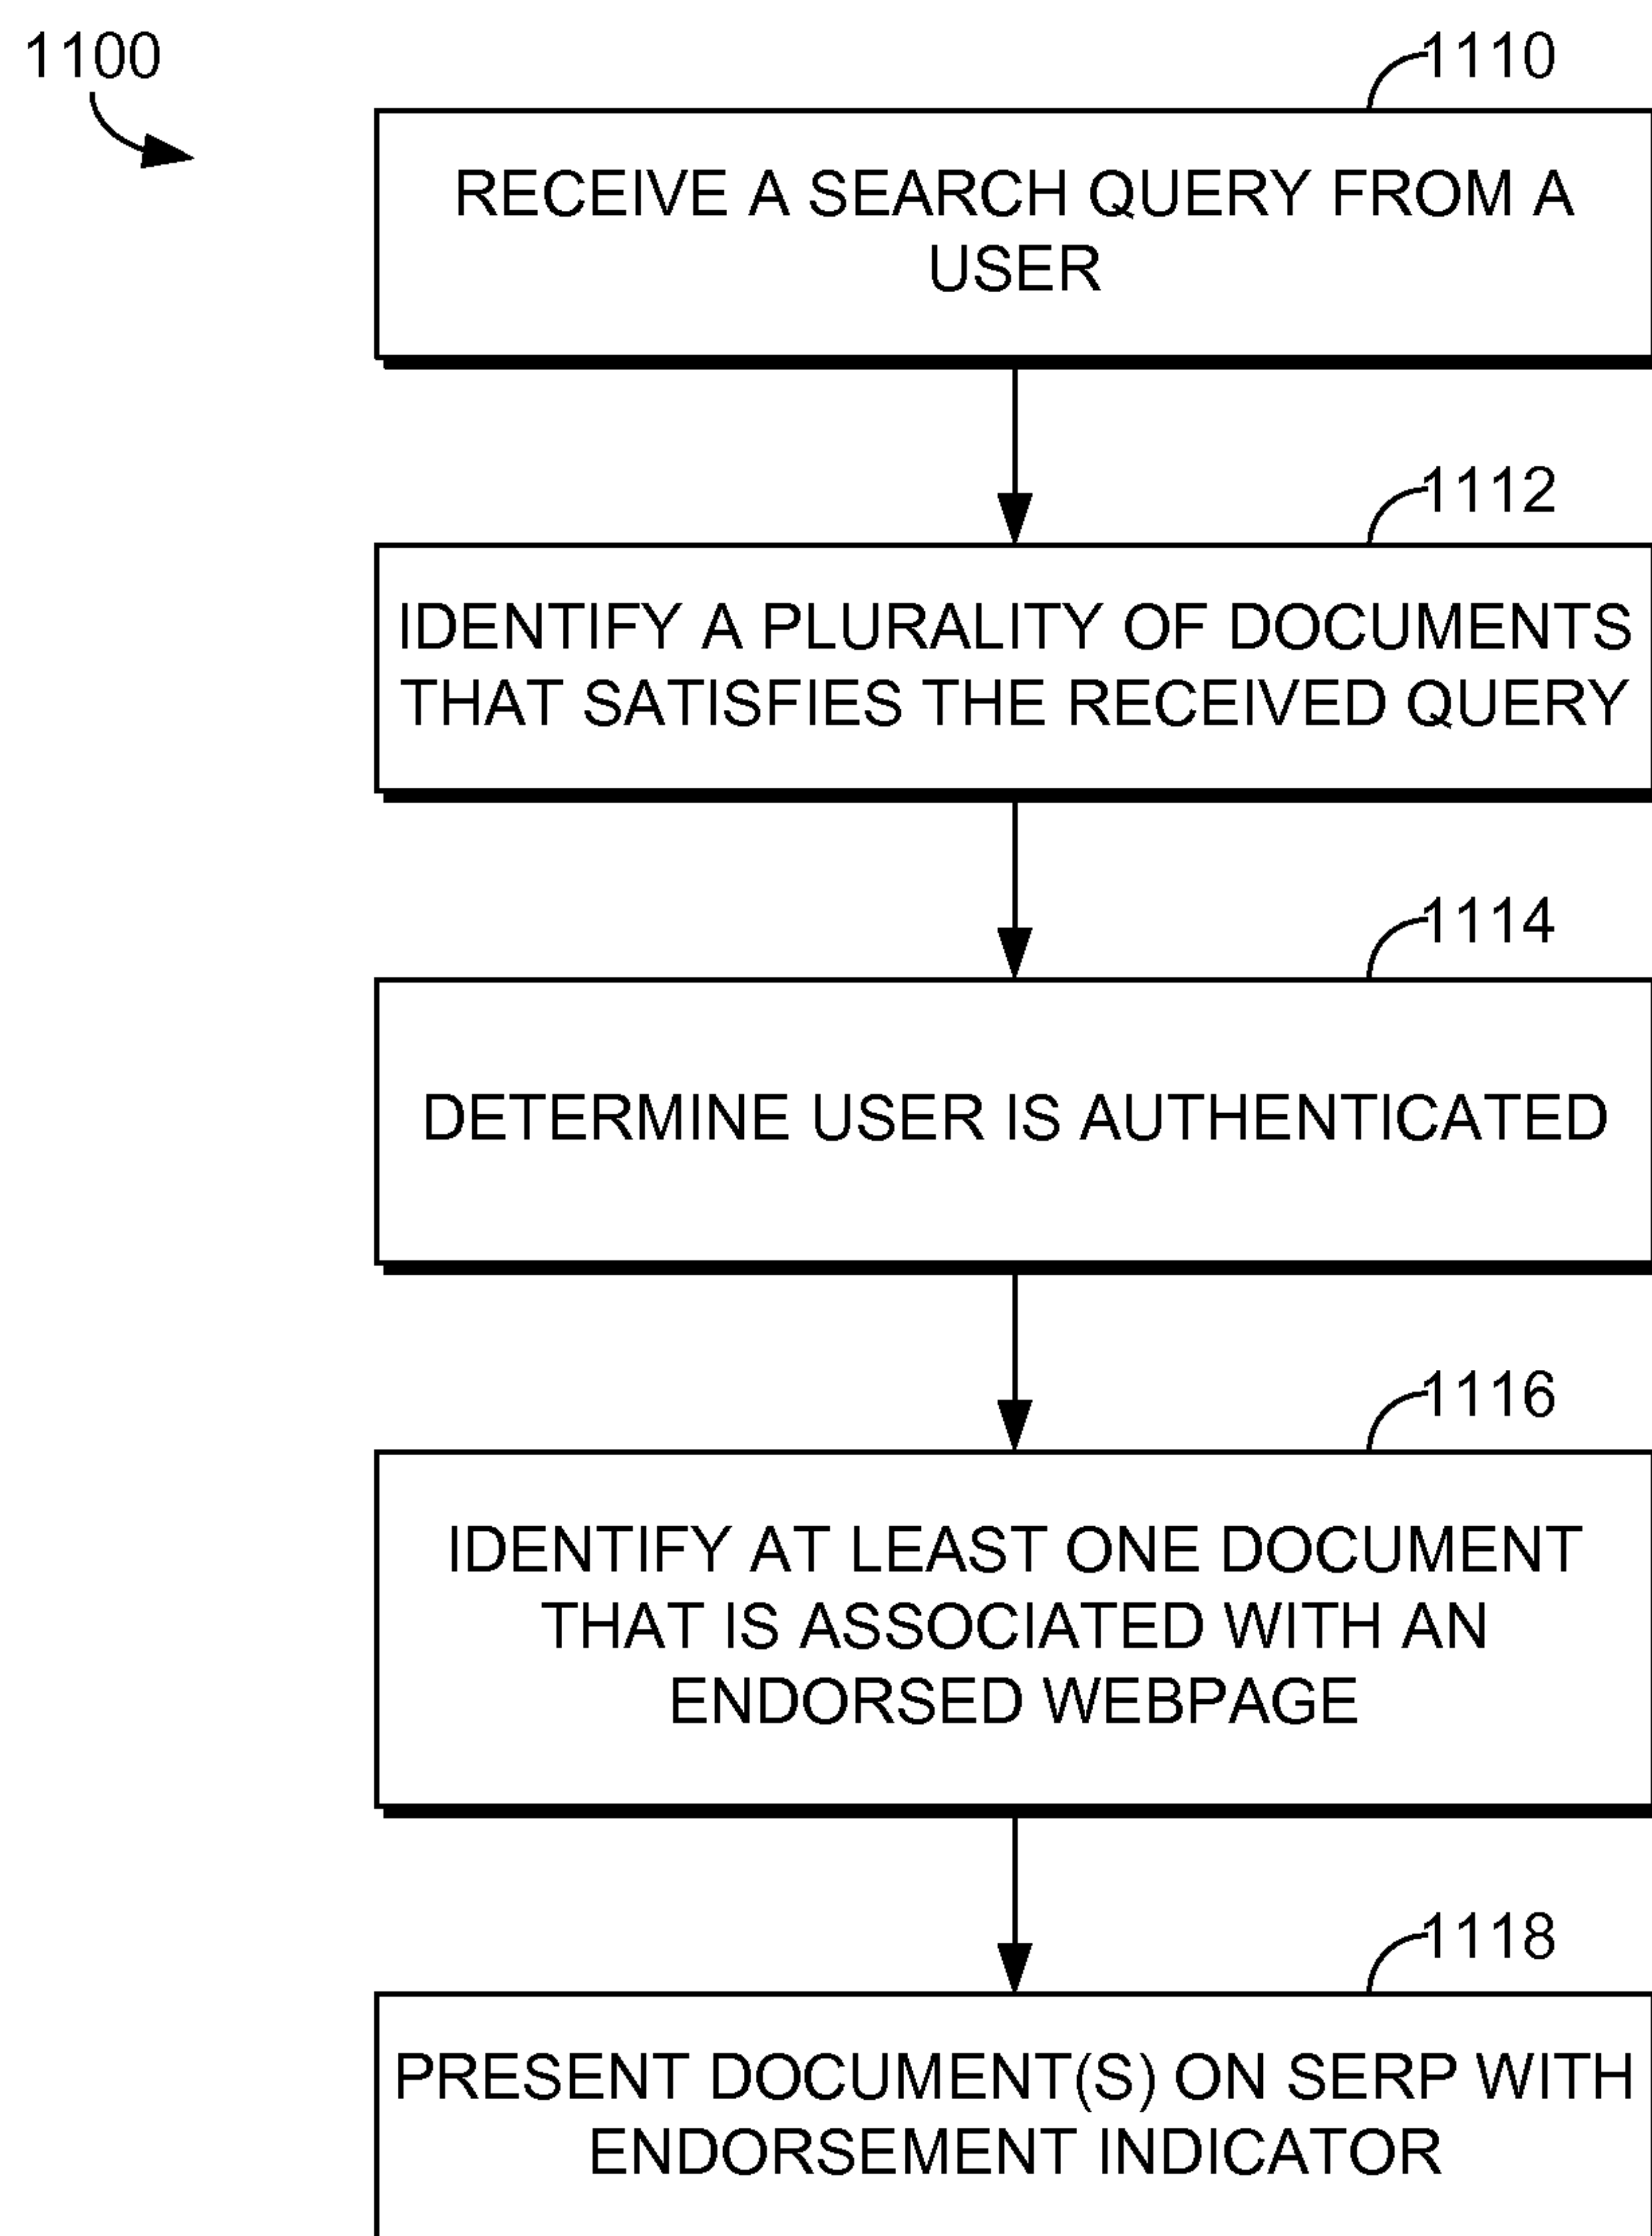 1100
1110
RECEIVE A SEARCH QUERY FROM A
USER
1112
IDENTIFY A PLURALITY OF DOCUMENTS
THAT SATISFIES THE RECEIVED QUERY
1114
DETERMINE USER IS AUTHENTICATED
1116
IDENTIFY AT LEAST ONE DOCUMENT
THAT IS ASSOCIATED WITH AN
ENDORSED WEBPAGE
1118
PRESENT DOCUMENT(S) ON SERP WITH
ENDORSEMENT INDICATOR